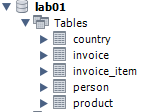 lab01
Tables
country
invoice
invoice_item
person
product